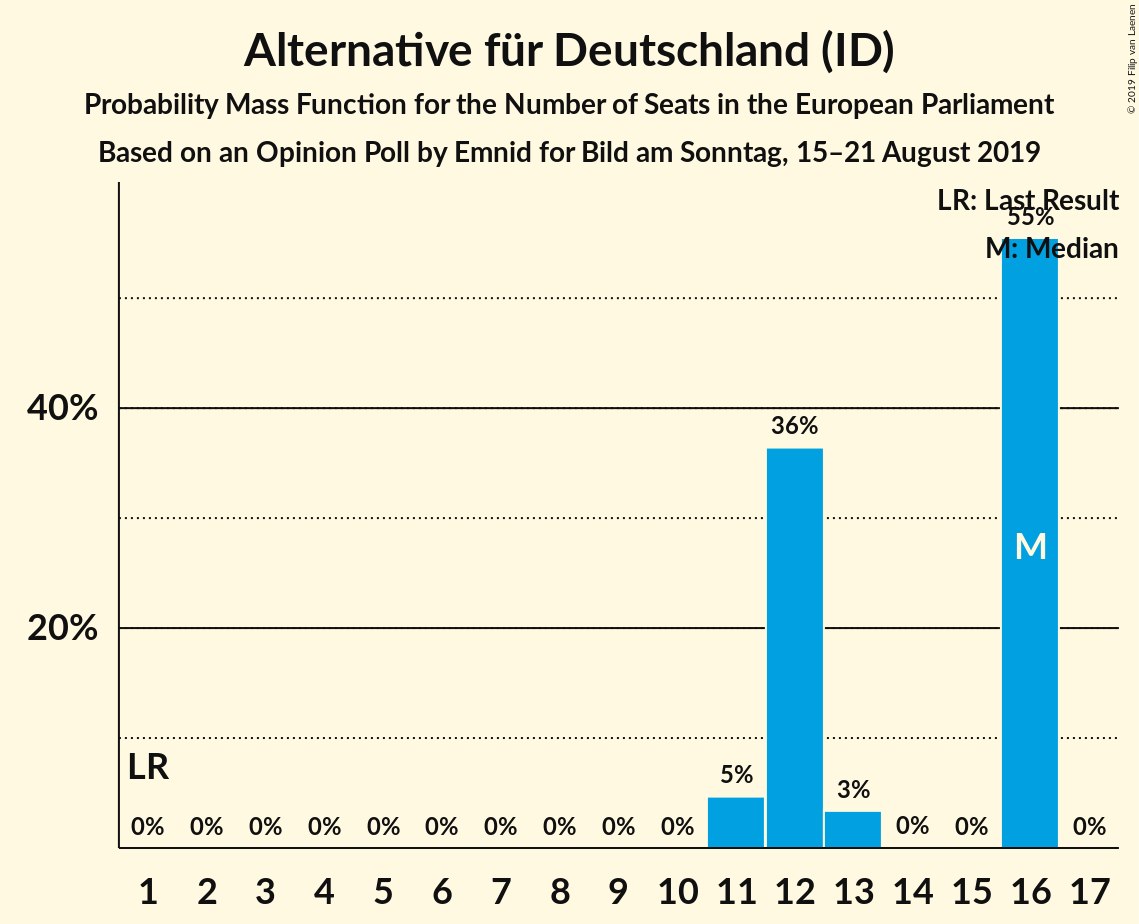 Alternative für Deutschland (ID)
Probability Mass Function for the Number of Seats in the European Parliament
Based on an Opinion Poll by Emnid for Bild am Sonntag, 15–21 August 2019
© 2019 Filip van Laenen
LR: Last Result
M: Median
55%
40%
36%
M
20%
LR
5%
3%
0% 0% 0% 0% 0% 0% 0% 0% 0% 0% 0% 0% 0%
1 2 3 4 5 6 7 8 9 10 11 12 13 14 15 16 17